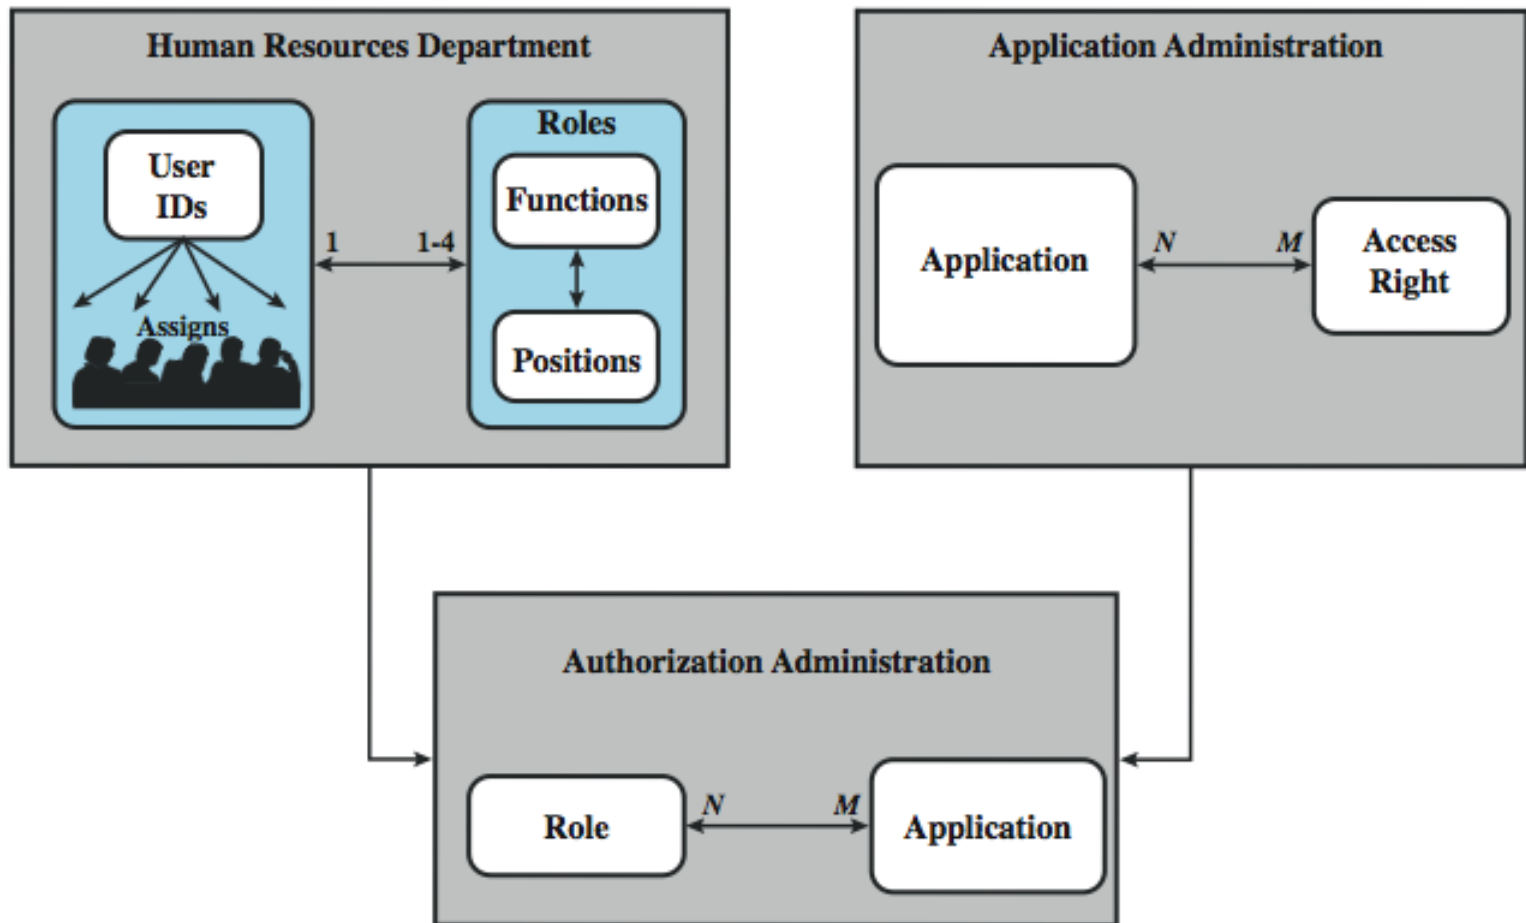 Human Resources Department
User
IDs
Assigns
1
1-4
Roles
Functions
Positions
Application Administration
Application
N
M
Access
Right
Authorization Administration
Role
N
M
Application